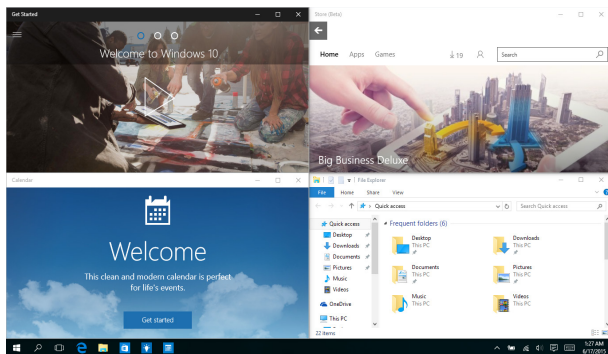 Get Started
Welcome to Windows 10
Store (Beta)
Home Apps Games 19 Search
Big Business Deluxe
Calendar
Welcome
This clean and modern calendar is perfect
for life's events.
Get started
File Explorer
File Home Share View
Quick access
Search Quick access
Quick access
Desktop
Downloads
Documents
Pictures
Music
Videos
OneDrive
This PC
Frequent folders (6)
Desktop
This PC
Downloads
This PC
Documents
This PC
Pictures
This PC
Music
This PC
Videos
This PC
22 items
1:27 AM
6/17/2015